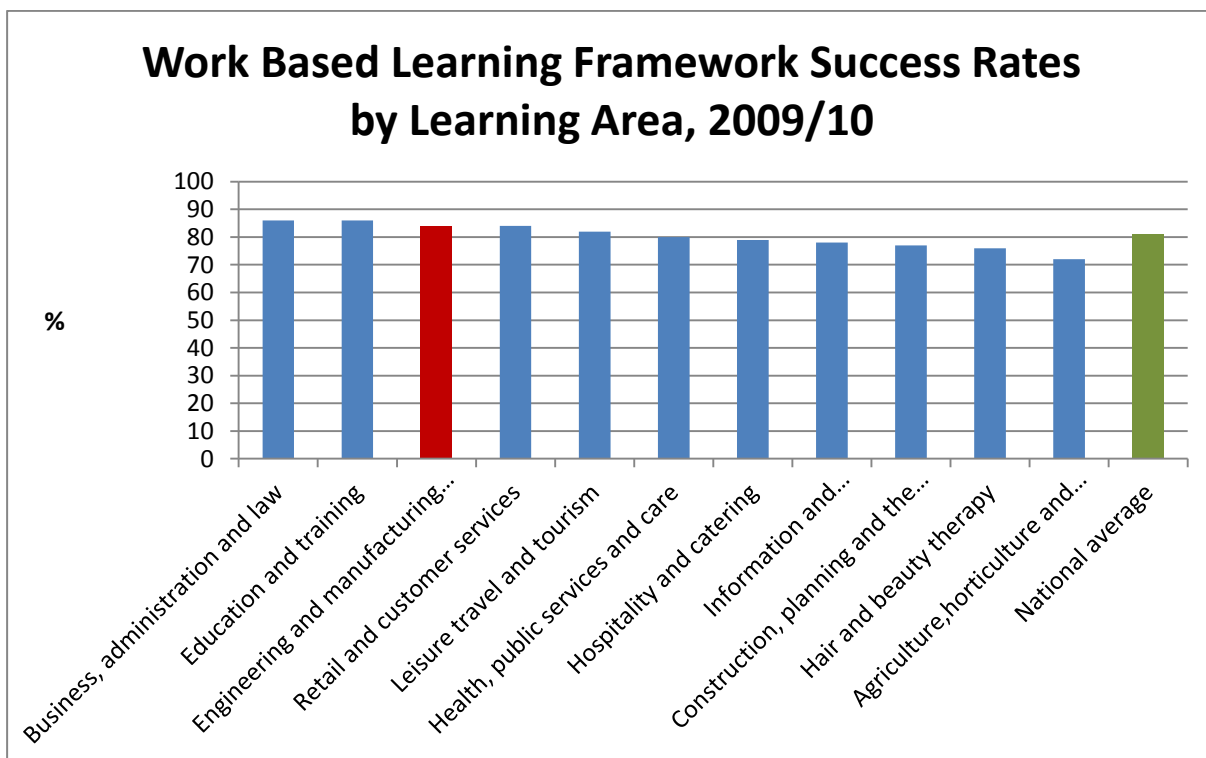 Work Based Learning Framework Success Rates
by Learning Area, 2009/10
%
100
90
80
70
60
50
40
30
20
10
0
Business, administration and law
Education and training
Engineering and manufacturing...
Retail and customer services
Leisure travel and tourism
Health, public services and care
Hospitality and catering
Information and...
Construction, planning and the...
Hair and beauty therapy
Agriculture,horticulture and...
National average